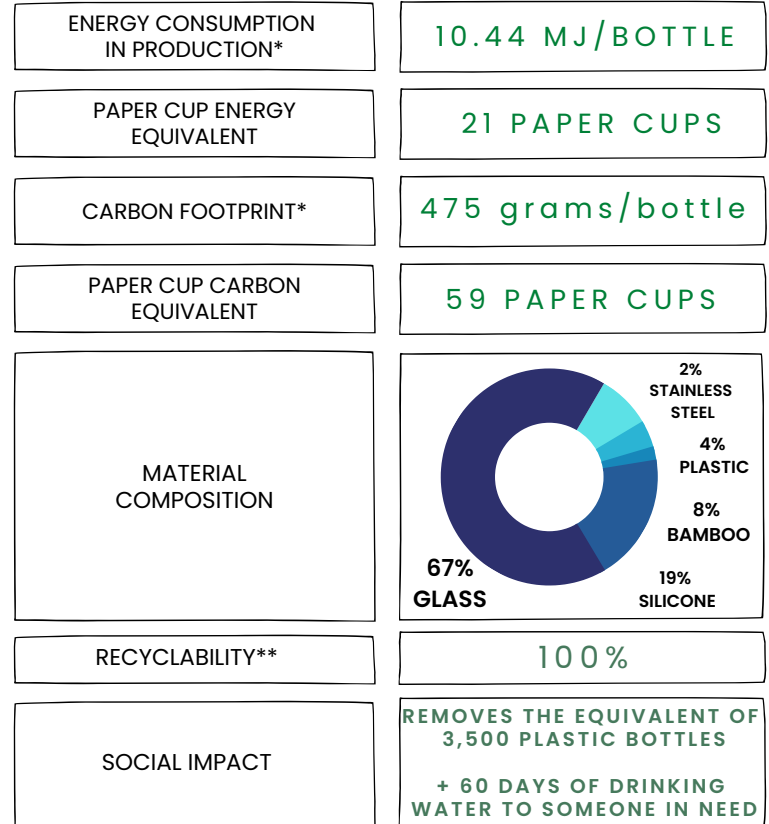 ENERGY CONSUMPTION
IN PRODUCTION*
10.44 MJ/BOTTLE
PAPER CUP ENERGY
EQUIVALENT
21 PAPER CUPS
CARBON FOOTPRINT*
475 grams/bottle
PAPER CUP CARBON
EQUIVALENT
59 PAPER CUPS
MATERIAL
COMPOSITION
2%
STAINLESS
STEEL
4%
PLASTIC
8%
BAMBOO
19%
SILICONE
67%
GLASS
RECYCLABILITY**
100%
SOCIAL IMPACT
REMOVES THE EQUIVALENT OF
3,500 PLASTIC BOTTLES
+ 60 DAYS OF DRINKING
WATER TO SOMEONE IN NEED